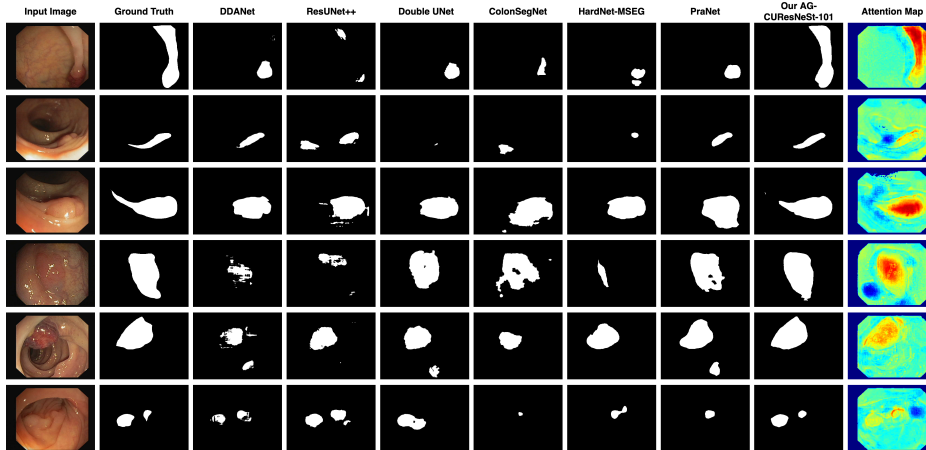 Input Image Ground Truth DDANet ResUNet++ Double UNet ColonSegNet HardNet-MSEG PraNet Our AG-CUResNeSt-101 Attention Map